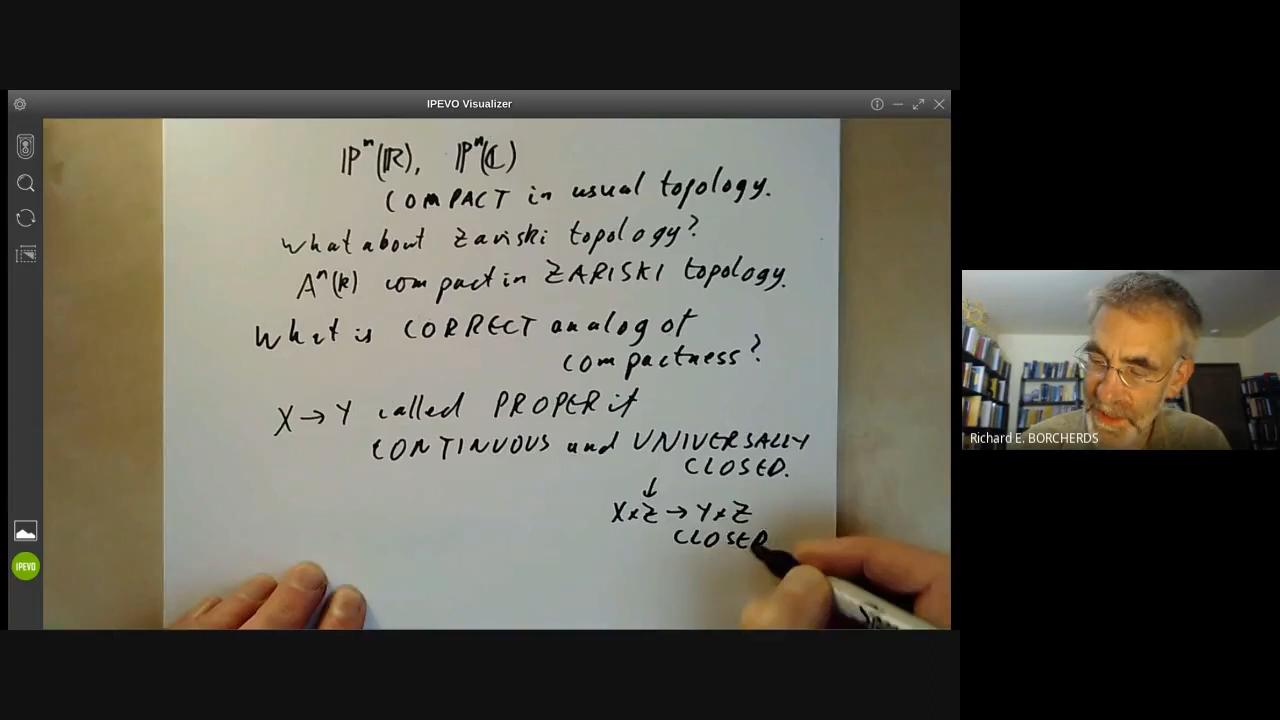 IPEVO Visualizer
ℙⁿ(ℝ), ℙⁿ(ℂ)
COMPACT in usual topology.
What about Zariski topology?
Aⁿ(k) compact in ZARISKI topology.
What is CORRECT analog of
compactness?
X → Y called PROPER if
CONTINUOUS and UNIVERSALLY
CLOSED.
↓
X×Z → Y×Z
CLOSED
IPEVO
Richard E. BORCHERDS